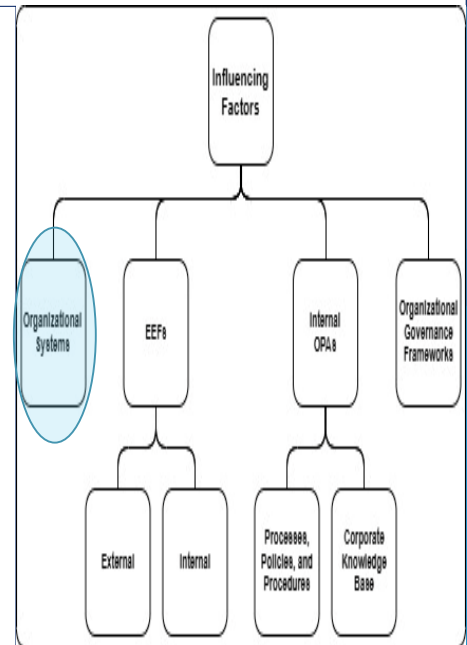 Influencing
Factors
Organizational
Systems
EEFs
Internal
OPAs
Organizational
Governance
Frameworks
External
Internal
Processes,
Policies, and
Procedures
Corporate
Knowledge
Base